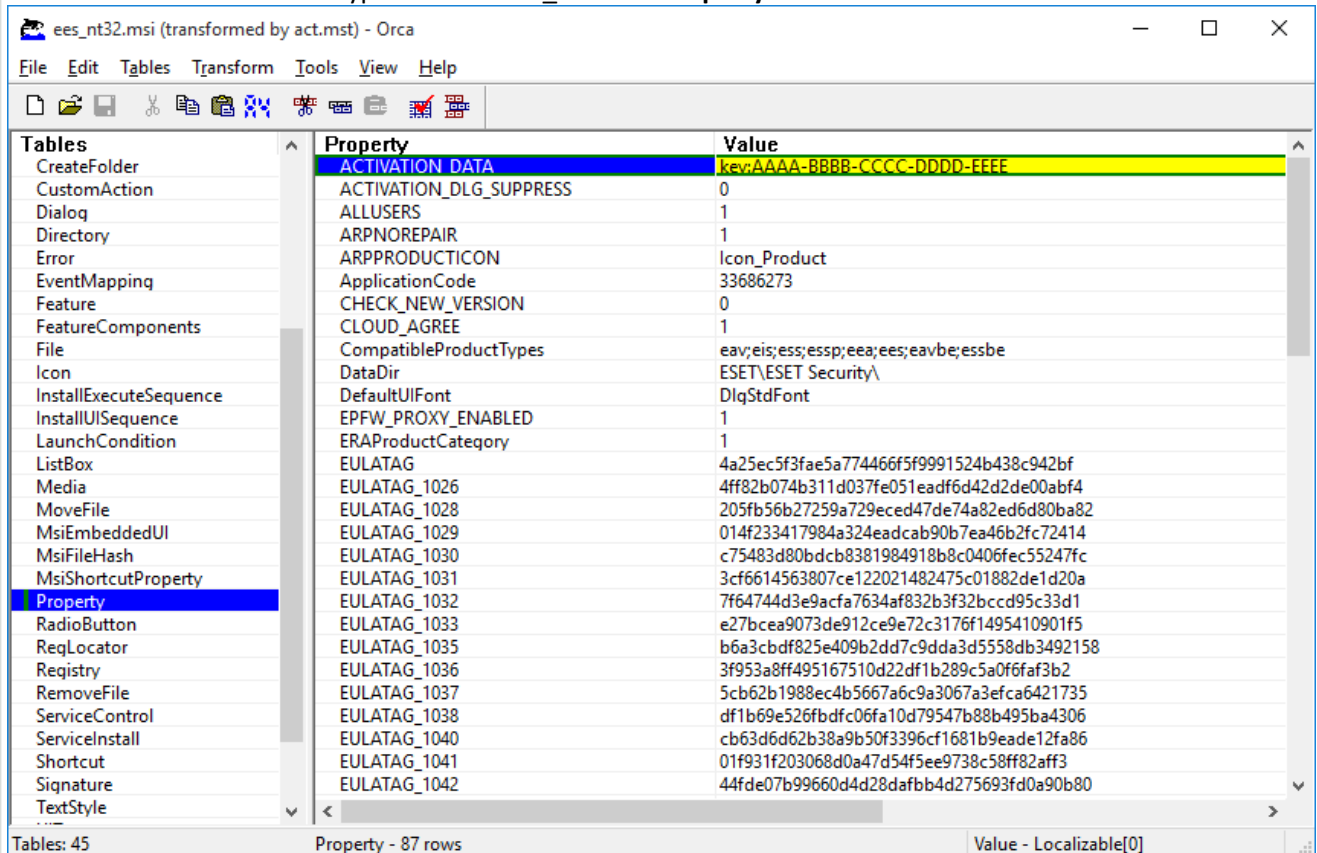 ees_nt32.msi (transformed by act.mst) - Orca
File Edit Tables Transform Tools View Help
Tables
CreateFolder
CustomAction
Dialog
Directory
Error
EventMapping
Feature
FeatureComponents
File
Icon
InstallExecuteSequence
InstallUISequence
LaunchCondition
ListBox
Media
MoveFile
MsiEmbeddedUI
MsiFileHash
MsiShortcutProperty
Property
RadioButton
RegLocator
Registry
RemoveFile
ServiceControl
ServiceInstall
Shortcut
Signature
TextStyle
Property Value
ACTIVATION_DATA key:AAAA-BBBB-CCCC-DDDD-EEEE
ACTIVATION_DLG_SUPPRESS 0
ALLUSERS 1
ARPNOREPAIR 1
ARPPRODUCTICON Icon_Product
ApplicationCode 33686273
CHECK_NEW_VERSION 0
CLOUD_AGREE 1
CompatibleProductTypes eav;eis;ess;essp;eea;ees;eavbe;essbe
DataDir ESET\ESET Security\
DefaultUIFont DlgStdFont
EPFW_PROXY_ENABLED 1
ERAProductCategory 1
EULATAG 4a25ec5f3fae5a774466f5f9991524b438c942bf
EULATAG_1026 4ff82b074b311d037fe051eadf6d42d2de00abf4
EULATAG_1028 205fb56b27259a729eced47de74a82ed6d80ba82
EULATAG_1029 014f233417984a324eadcab90b7ea46b2fc72414
EULATAG_1030 c75483d80bdcb8381984918b8c0406fec55247fc
EULATAG_1031 3cf6614563807ce122021482475c01882de1d20a
EULATAG_1032 7f64744d3e9acfa7634af832b3f32bccd95c33d1
EULATAG_1033 e27bcea9073de912ce9e72c3176f1495410901f5
EULATAG_1035 b6a3cbdf825e409b2dd7c9dda3d5558db3492158
EULATAG_1036 3f953a8ff495167510d22df1b289c5a0f6faf3b2
EULATAG_1037 5cb62b1988ec4b5667a6c9a3067a3efca6421735
EULATAG_1038 df1b69e526fbdfc06fa10d79547b88b495ba4306
EULATAG_1040 cb63d6d62b38a9b50f3396cf1681b9eade12fa86
EULATAG_1041 01f931f203068d0a47d54f5ee9738c58ff82aff3
EULATAG_1042 44fde07b99660d4d28dafbb4d275693fd0a90b80
Tables: 45 Property - 87 rows Value - Localizable[0]